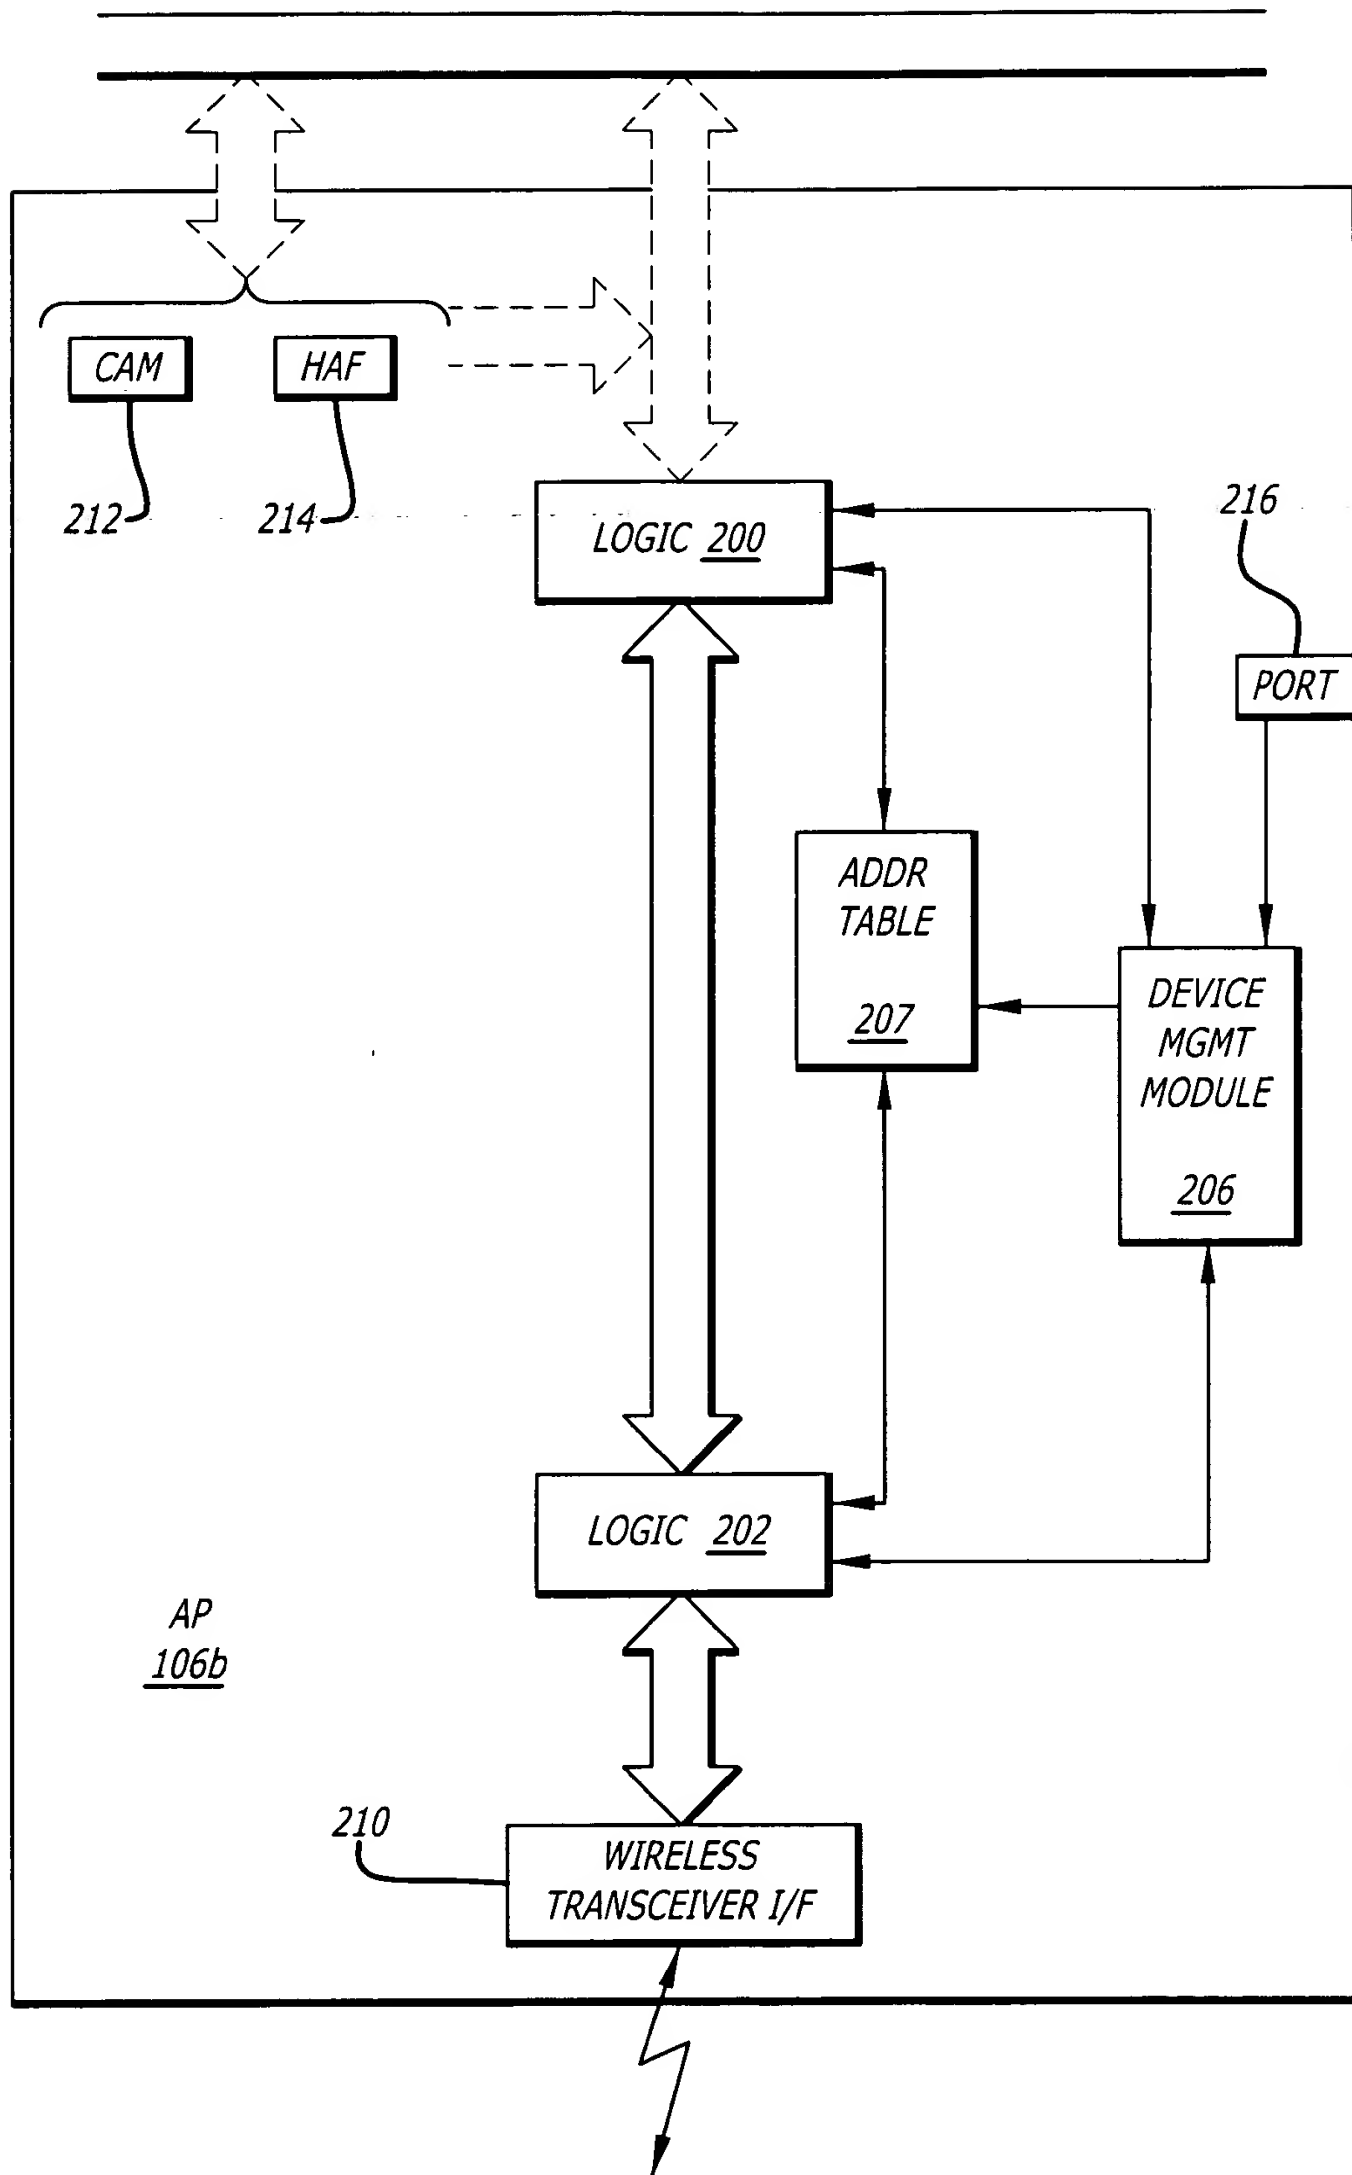 CAM
HAF
212
214
LOGIC 200
216
PORT
ADDR
TABLE
207
DEVICE
MGMT
MODULE
206
LOGIC 202
AP
106b
210
WIRELESS
TRANSCEIVER I/F